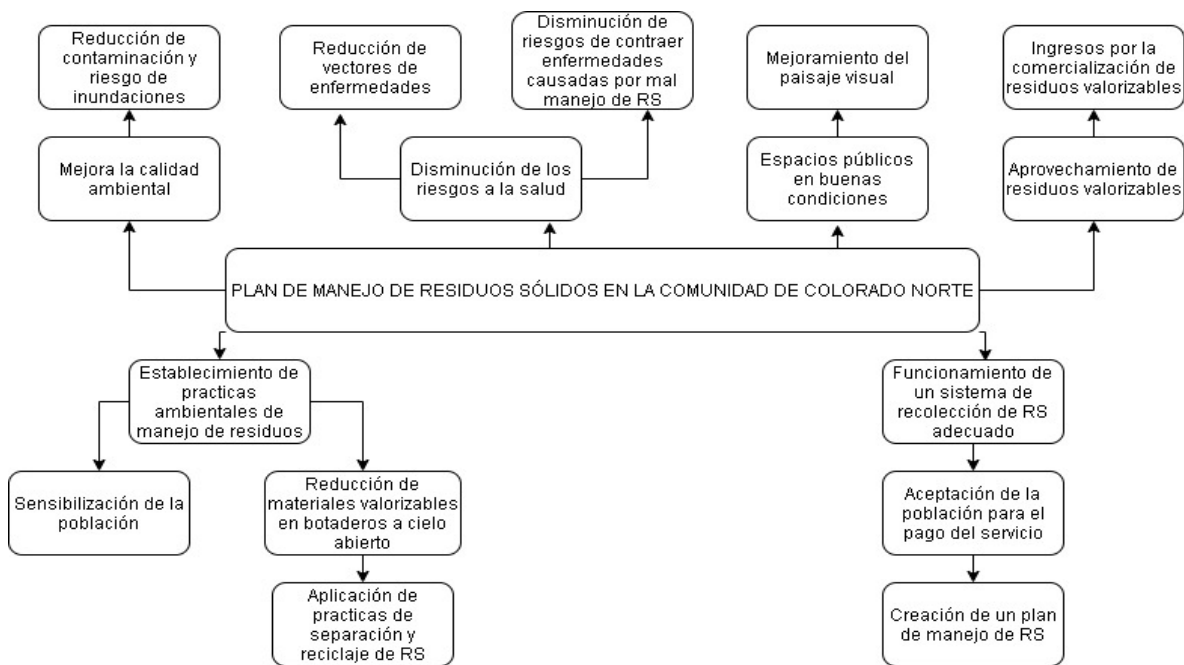 Reducción de
contaminación y
riesgo de
inundaciones
Reducción de
vectores de
enfermedades
Disminución de
riesgos de contraer
enfermedades
causadas por mal
manejo de RS
Mejoramiento del
paisaje visual
Ingresos por la
comercialización de
residuos valorizables
Mejora la calidad
ambiental
Disminución de los
riesgos a la salud
Espacios públicos
en buenas
condiciones
Aprovechamiento de
residuos valorizables
PLAN DE MANEJO DE RESIDUOS SÓLIDOS EN LA COMUNIDAD DE COLORADO NORTE
Establecimiento de
practicas
ambientales de
manejo de residuos
Funcionamiento de
un sistema de
recolección de RS
adecuado
Sensibilización de la
población
Reducción de
materiales valorizables
en botaderos a cielo
abierto
Aceptación de la
población para el
pago del servicio
Aplicación de
practicas de
separación y
reciclaje de RS
Creación de un plan
de manejo de RS